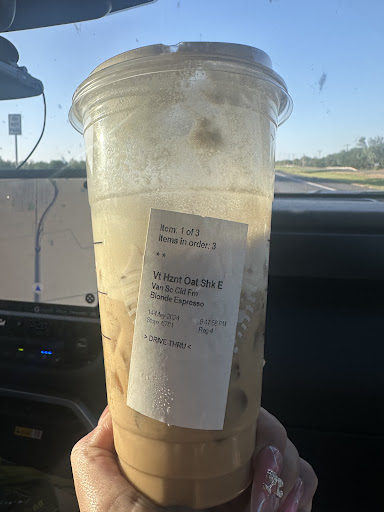 Item: 1 of 3
Items in order: 3
* *
Vt Hznt Oat Shk E
Van Sc Cld Fm
Blonde Espresso
> DRIVE-THRU <